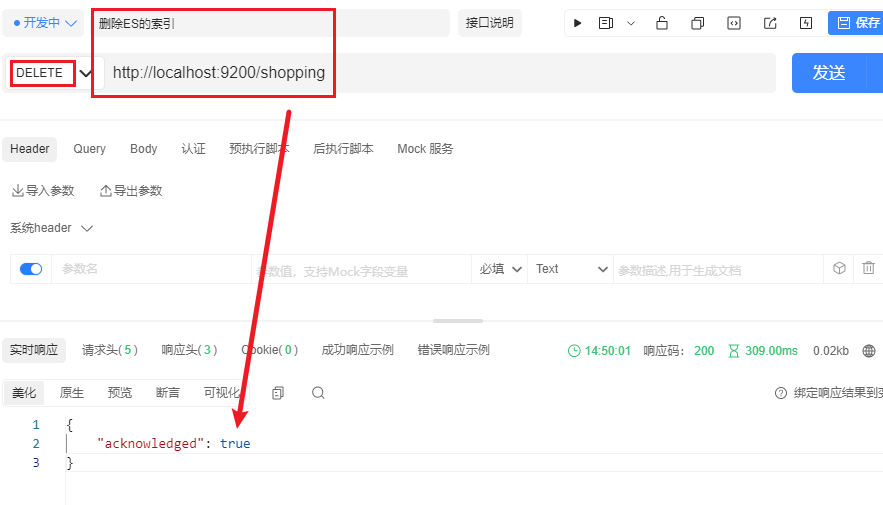 开发中 删除ES的索引 接口说明 保存
DELETE http://localhost:9200/shopping 发送
Header Query Body 认证 预执行脚本 后执行脚本 Mock 服务
导入参数 导出参数
系统header
参数名 参数值，支持Mock字段变量 必填 Text 参数描述,用于生成文档
实时响应 请求头(5) 响应头(3) Cookie(0) 成功响应示例 错误响应示例 14:50:01 响应码： 200 309.00ms 0.02kb
美化 原生 预览 断言 可视化 绑定响应结果到变
1 {
2 "acknowledged": true
3 }